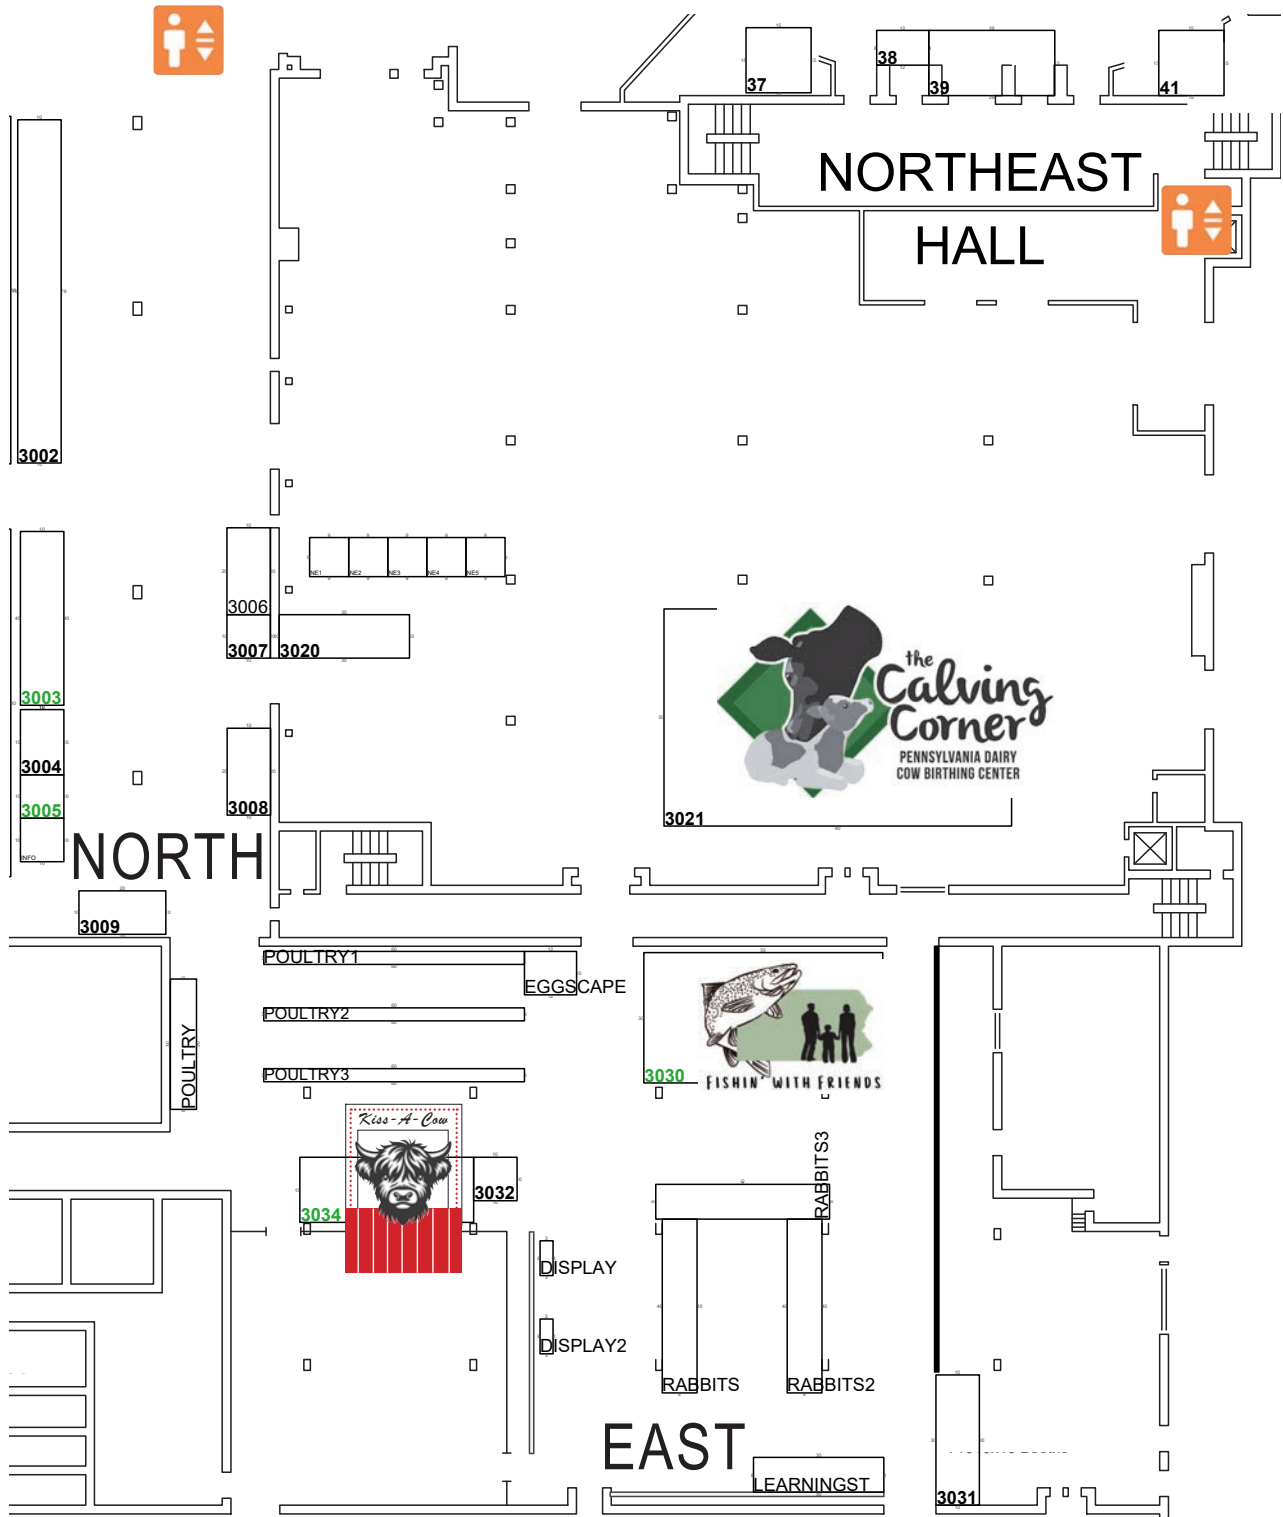 37
38
39
41
NORTHEAST
HALL
3002
NE1
NE2
NE3
NE4
NE5
3006
3007
3020
3003
3004
3005
INFO
3008
NORTH
the
Calving
Corner
PENNSYLVANIA DAIRY
COW BIRTHING CENTER
3021
3009
POULTRY1
EGGSCAPE
POULTRY2
POULTRY
POULTRY3
3030
FISHIN' WITH FRIENDS
Kiss-A-Cow
3034
3032
RABBITS3
DISPLAY
DISPLAY2
RABBITS
RABBITS2
EAST
LEARNINGST
3031